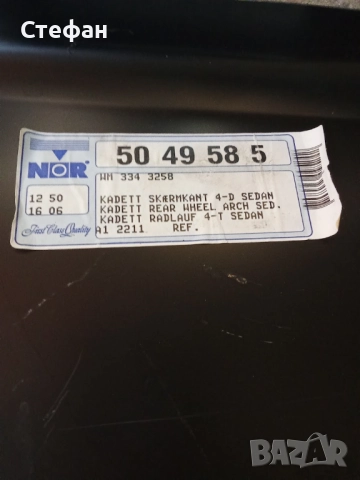 Стефан
NOR
50 49 58 5
WM 334 3258
12 50
16 06
KADETT SKÆRMKANT 4-D SEDAN
KADETT REAR WHEEL ARCH SED.
KADETT RADLAUF 4-T SEDAN
First Class Quality
A1 2211 REF.
BAZAR